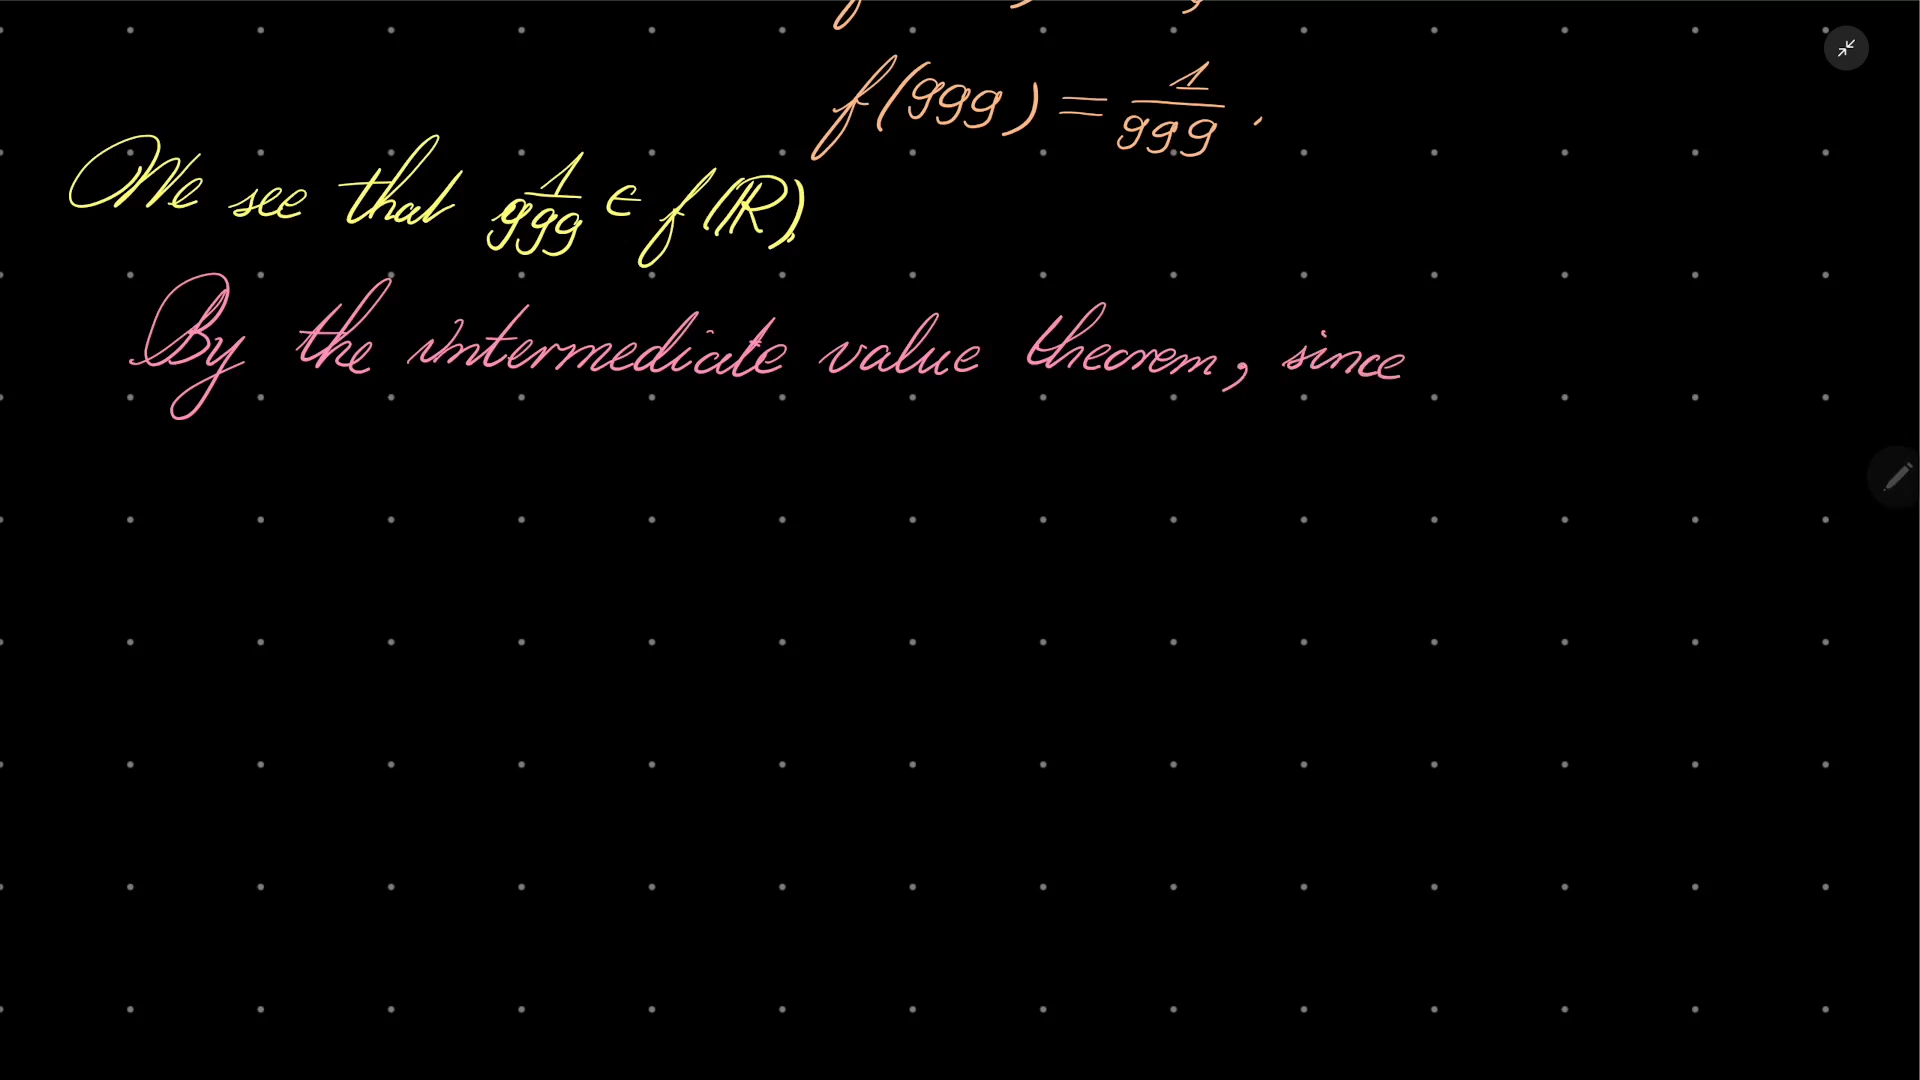 f(999) = 1/999 .
We see that 1/999 ∈ f(ℝ).
By the intermediate value theorem, since